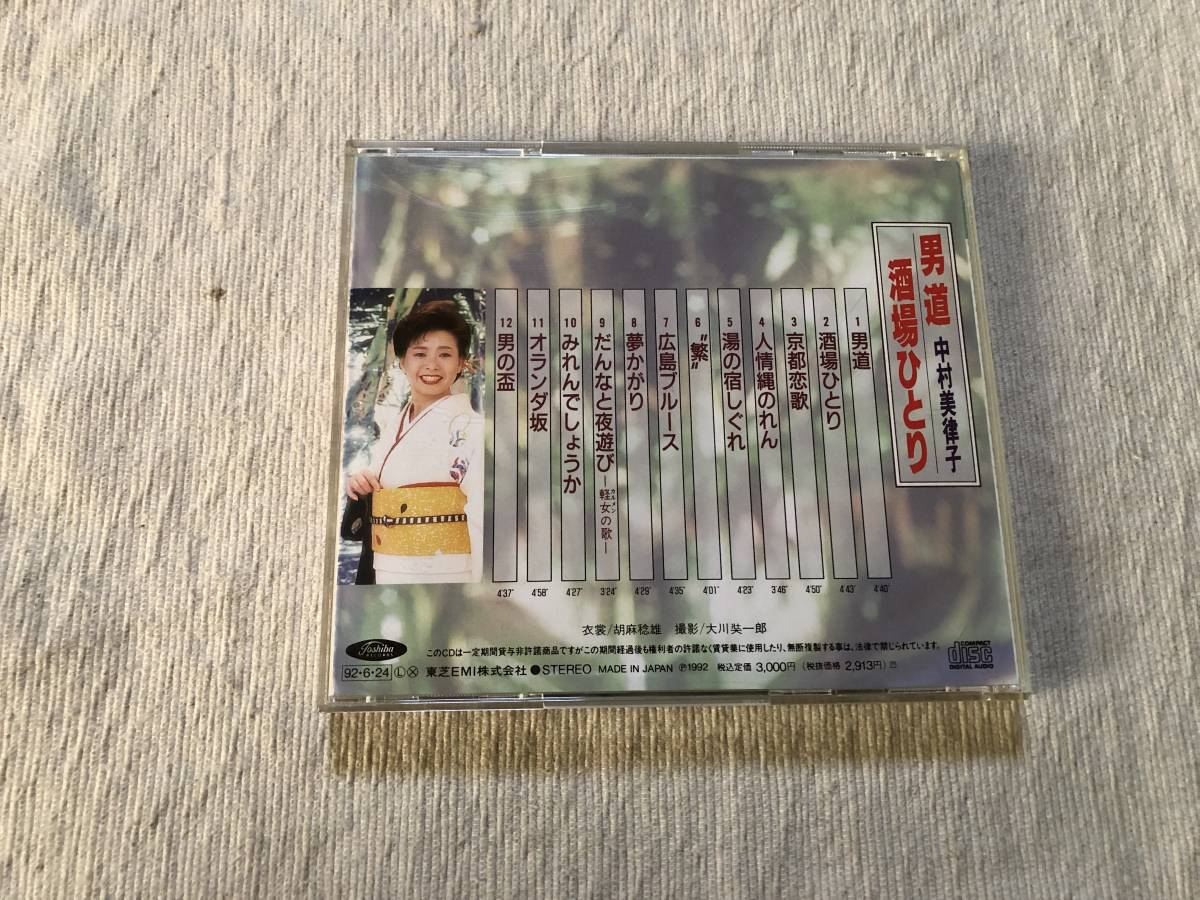 男道
中村美律子
酒場ひとり
1 男道 4'40"
2 酒場ひとり 4'43"
3 京都恋歌 4'50"
4 人情縄のれん 3'46"
5 湯の宿しぐれ 4'23"
6 "繁" 4'01"
7 広島ブルース 4'35"
8 夢かがり 4'29"
9 だんなと夜遊び―軽女の歌― 3'24"
カルメン
10 みれんでしょうか 4'27"
11 オランダ坂 4'58"
12 男の盃 4'37"
衣裳/胡麻稔雄 撮影/大川奘一郎
Toshiba
RECORDS
このCDは一定期間貸与非許諾商品ですがこの期間経過後も権利者の許諾なく賃貸業に使用したり、無断複製する事は、法律で禁じられています。
COMPACT
disc
DIGITAL AUDIO
92・6・24 Ⓛ Ⓧ 東芝EMI株式会社 ●STEREO MADE IN JAPAN Ⓟ1992 税込定価 3,000円(税抜価格 2,913円)